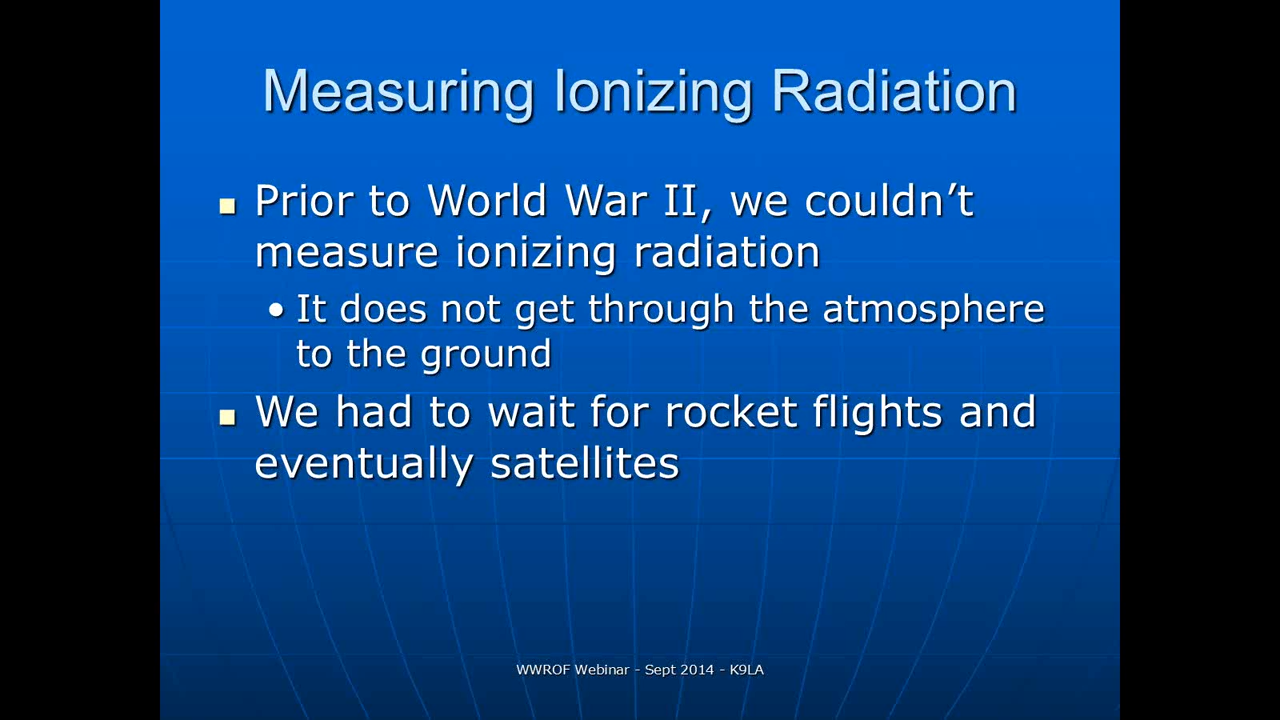 Measuring Ionizing Radiation
Prior to World War II, we couldn’t
measure ionizing radiation
It does not get through the atmosphere
to the ground
We had to wait for rocket flights and
eventually satellites
WWROF Webinar - Sept 2014 - K9LA